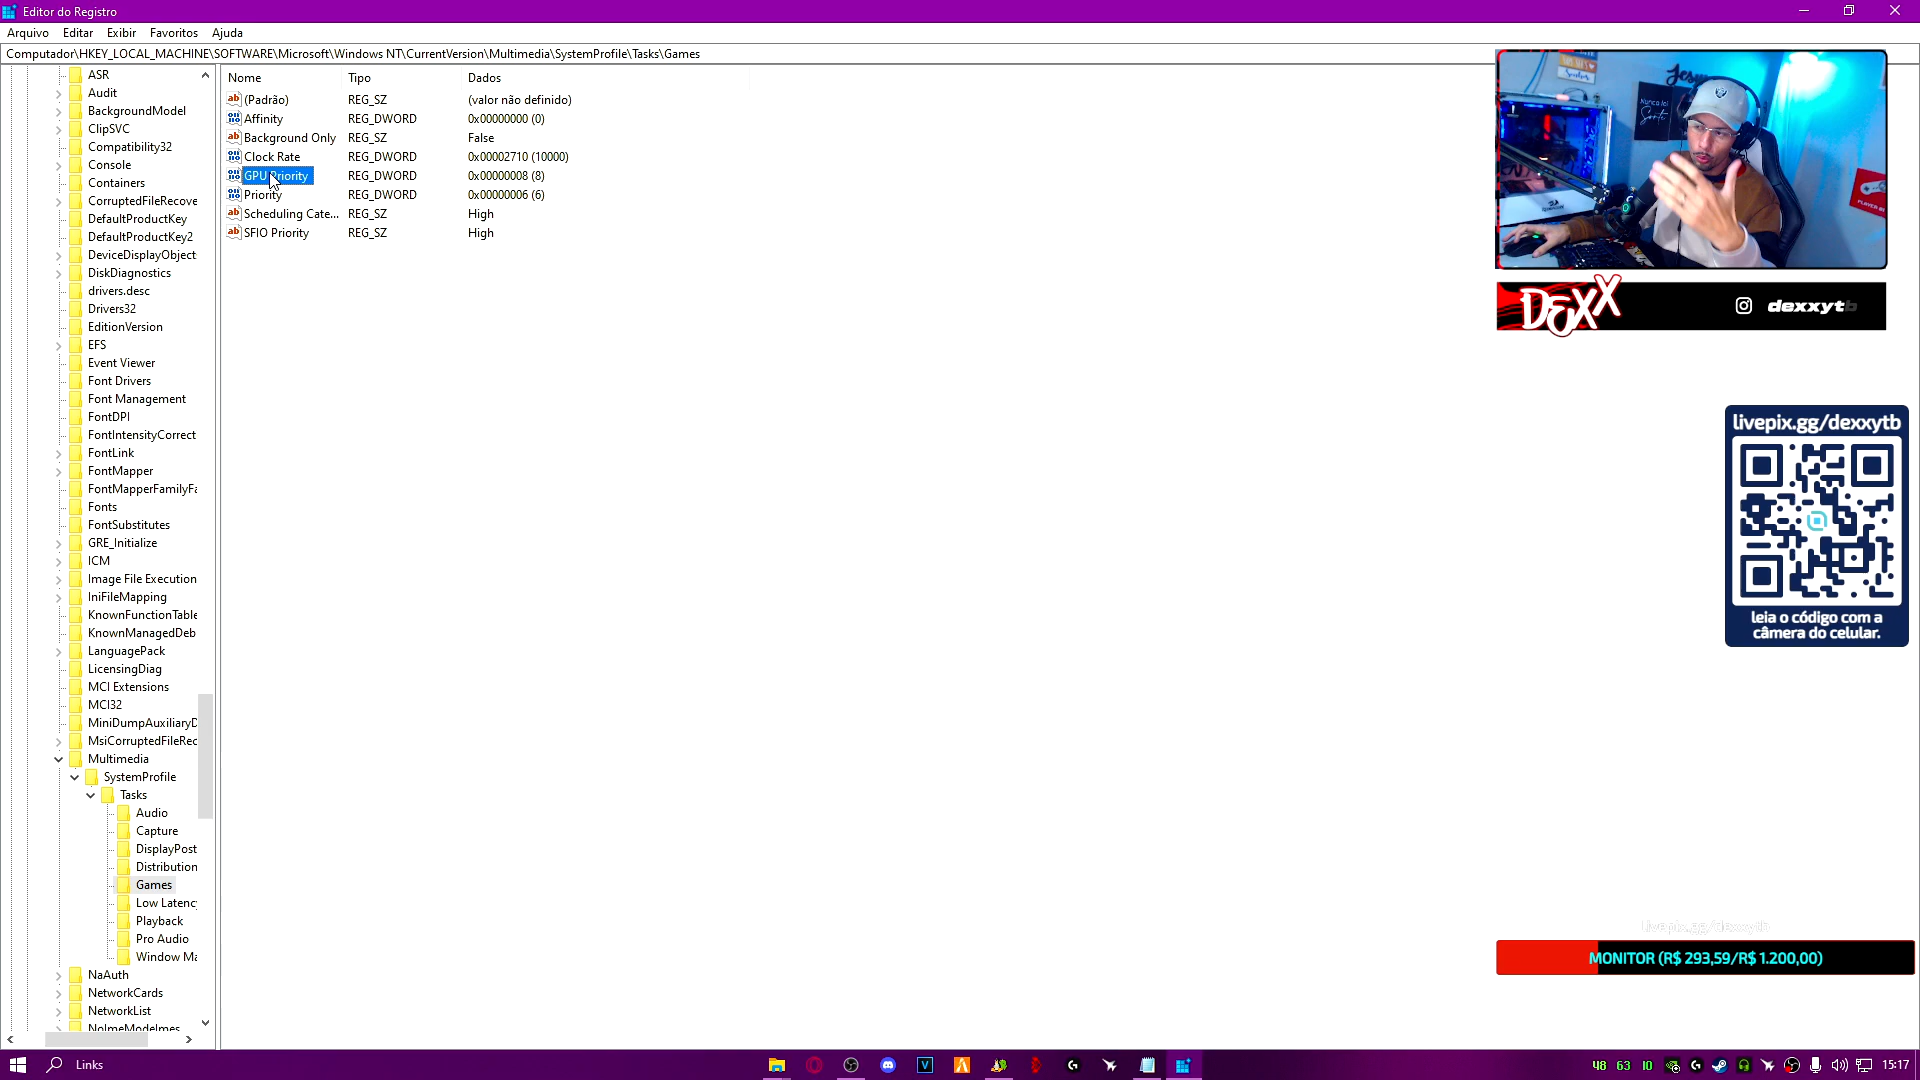 Editor do Registro
Arquivo Editar Exibir Favoritos Ajuda
Computador\HKEY_LOCAL_MACHINE\SOFTWARE\Microsoft\Windows NT\CurrentVersion\Multimedia\SystemProfile\Tasks\Games
ASR
Audit
BackgroundModel
ClipSVC
Compatibility32
Console
Containers
CorruptedFileRecove
DefaultProductKey
DefaultProductKey2
DeviceDisplayObject
DiskDiagnostics
drivers.desc
Drivers32
EditionVersion
EFS
Event Viewer
Font Drivers
Font Management
FontDPI
FontIntensityCorrect
FontLink
FontMapper
FontMapperFamilyFa
Fonts
FontSubstitutes
GRE_Initialize
ICM
Image File Execution
IniFileMapping
KnownFunctionTable
KnownManagedDeb
LanguagePack
LicensingDiag
MCI Extensions
MCI32
MiniDumpAuxiliaryD
MsiCorruptedFileRec
Multimedia
SystemProfile
Tasks
Audio
Capture
DisplayPost
Distribution
Games
Low Latenc
Playback
Pro Audio
Window Ma
NaAuth
NetworkCards
NetworkList
Nome Tipo Dados
(Padrão) REG_SZ (valor não definido)
Affinity REG_DWORD 0x00000000 (0)
Background Only REG_SZ False
Clock Rate REG_DWORD 0x00002710 (10000)
GPU Priority REG_DWORD 0x00000008 (8)
Priority REG_DWORD 0x00000006 (6)
Scheduling Cate... REG_SZ High
SFIO Priority REG_SZ High
DEXX
dexxytb
livepix.gg/dexxytb
leia o código com a
câmera do celular.
livepix.gg/dexxytb
MONITOR (R$ 293,59/R$ 1.200,00)
Links
48 63 10
15:17